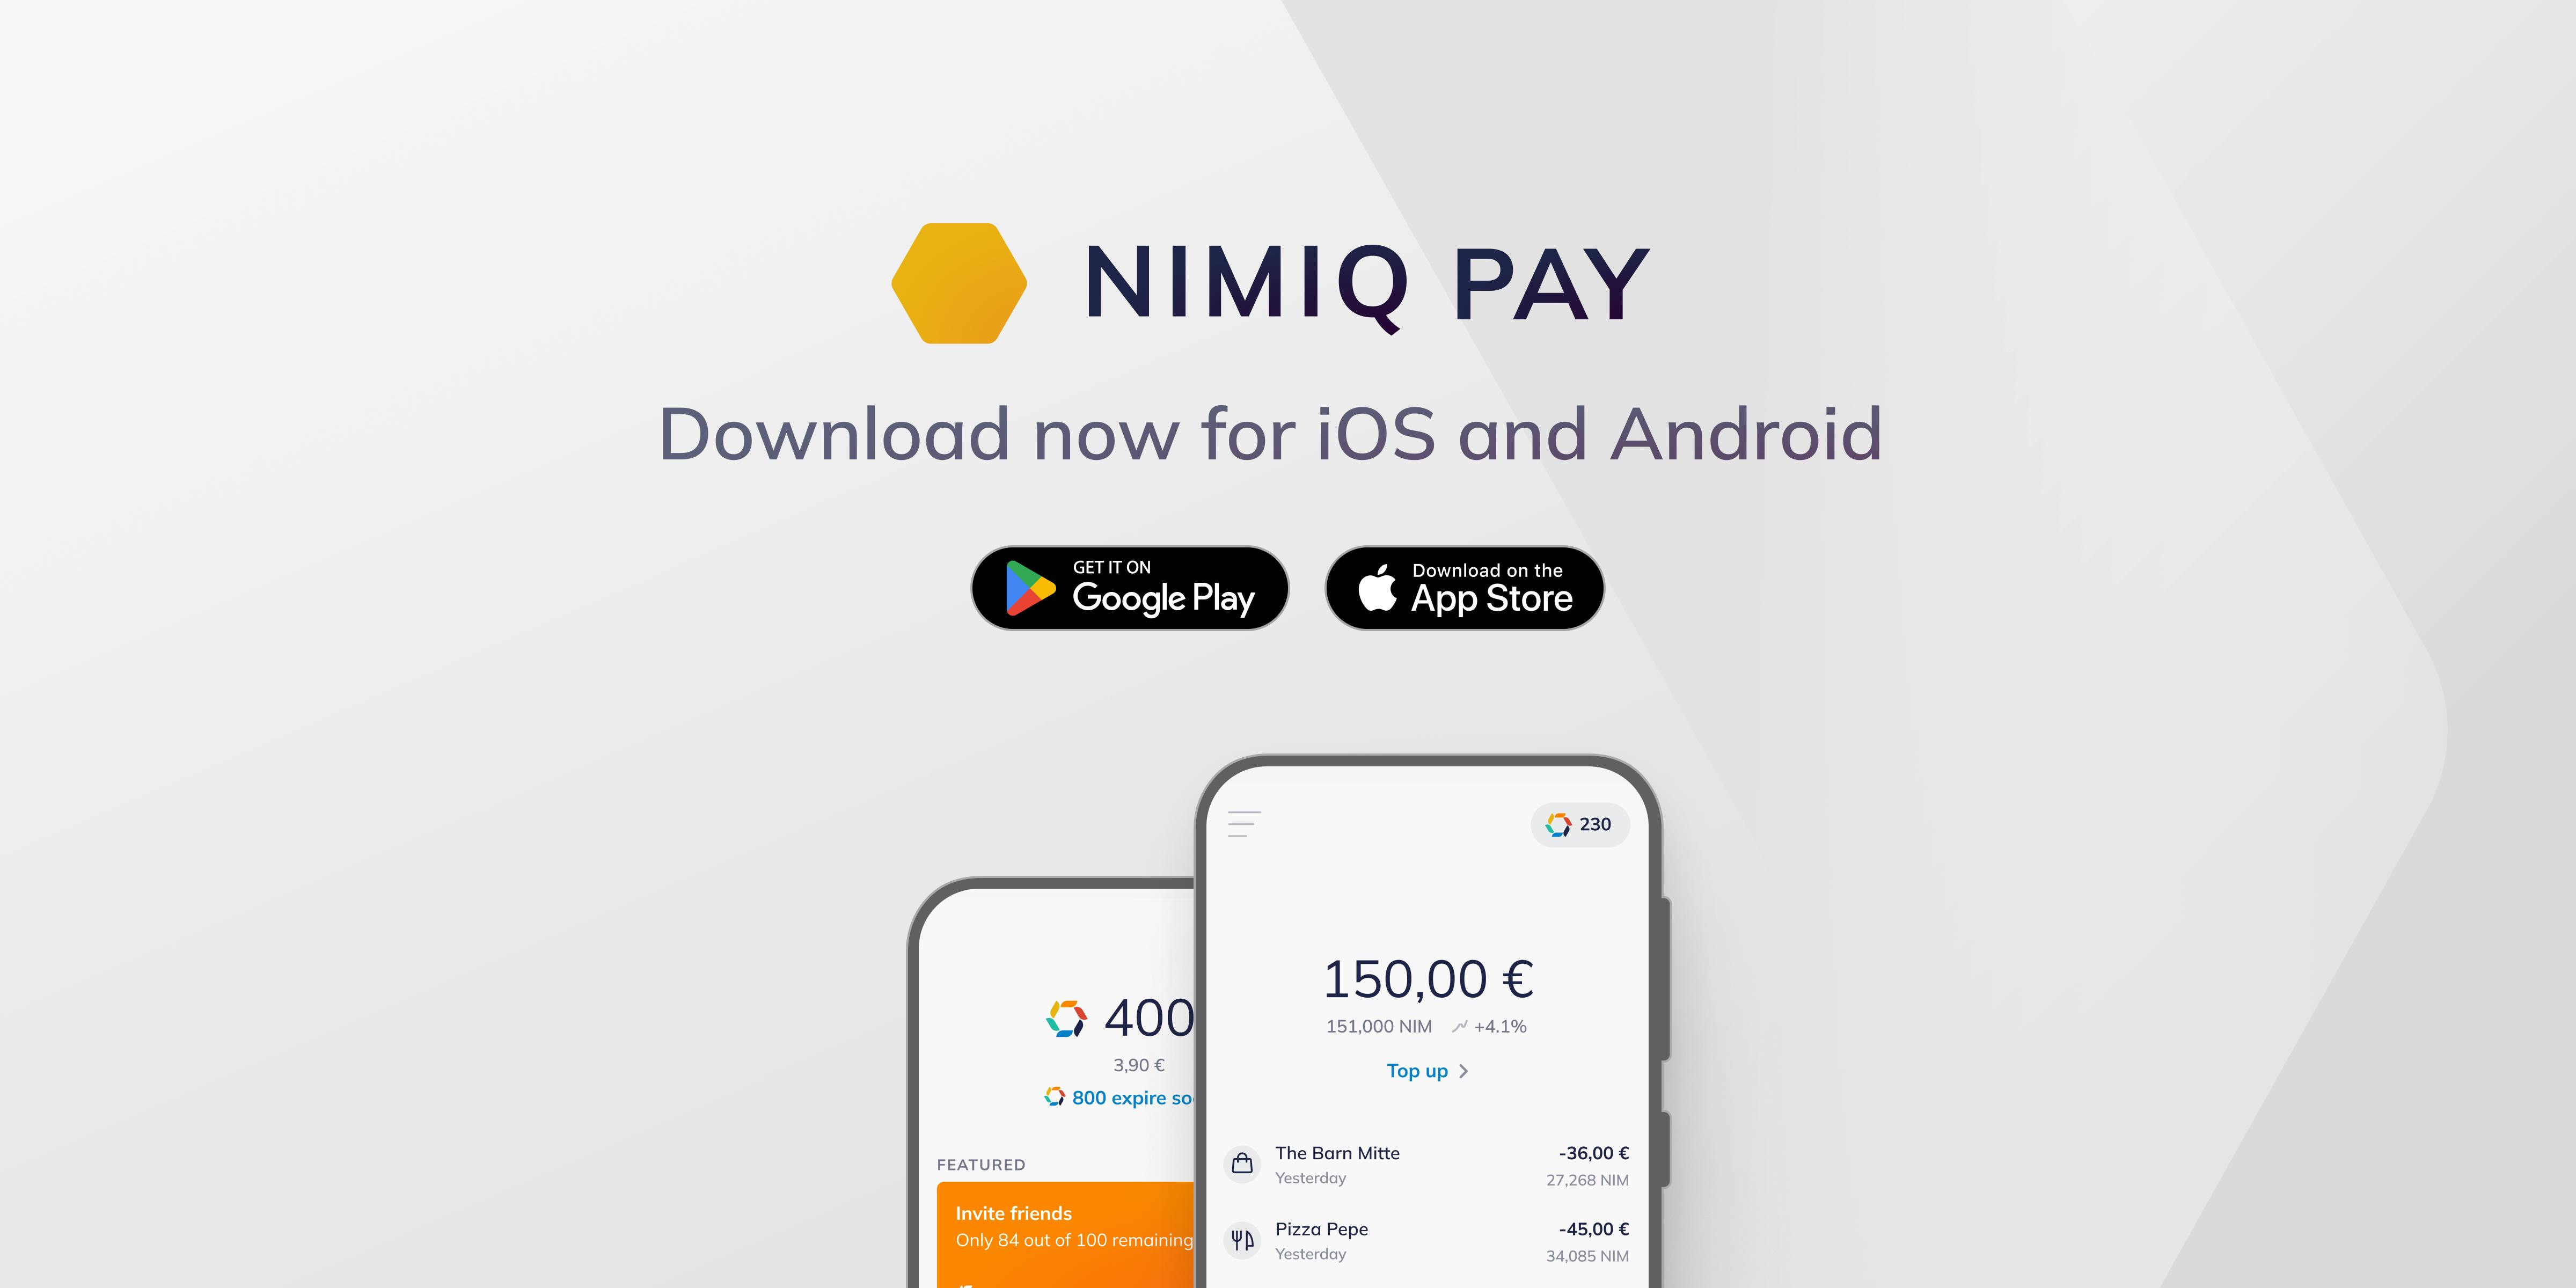 NIMIQ PAY
Download now for iOS and Android
GET IT ON
Google Play
Download on the
App Store
230
150,00 €
151,000 NIM +4.1%
Top up
The Barn Mitte -36,00 €
Yesterday 27,268 NIM
Pizza Pepe -45,00 €
Yesterday 34,085 NIM
400
3,90 €
800 expire
FEATURED
Invite friends
Only 84 out of 100 remaining